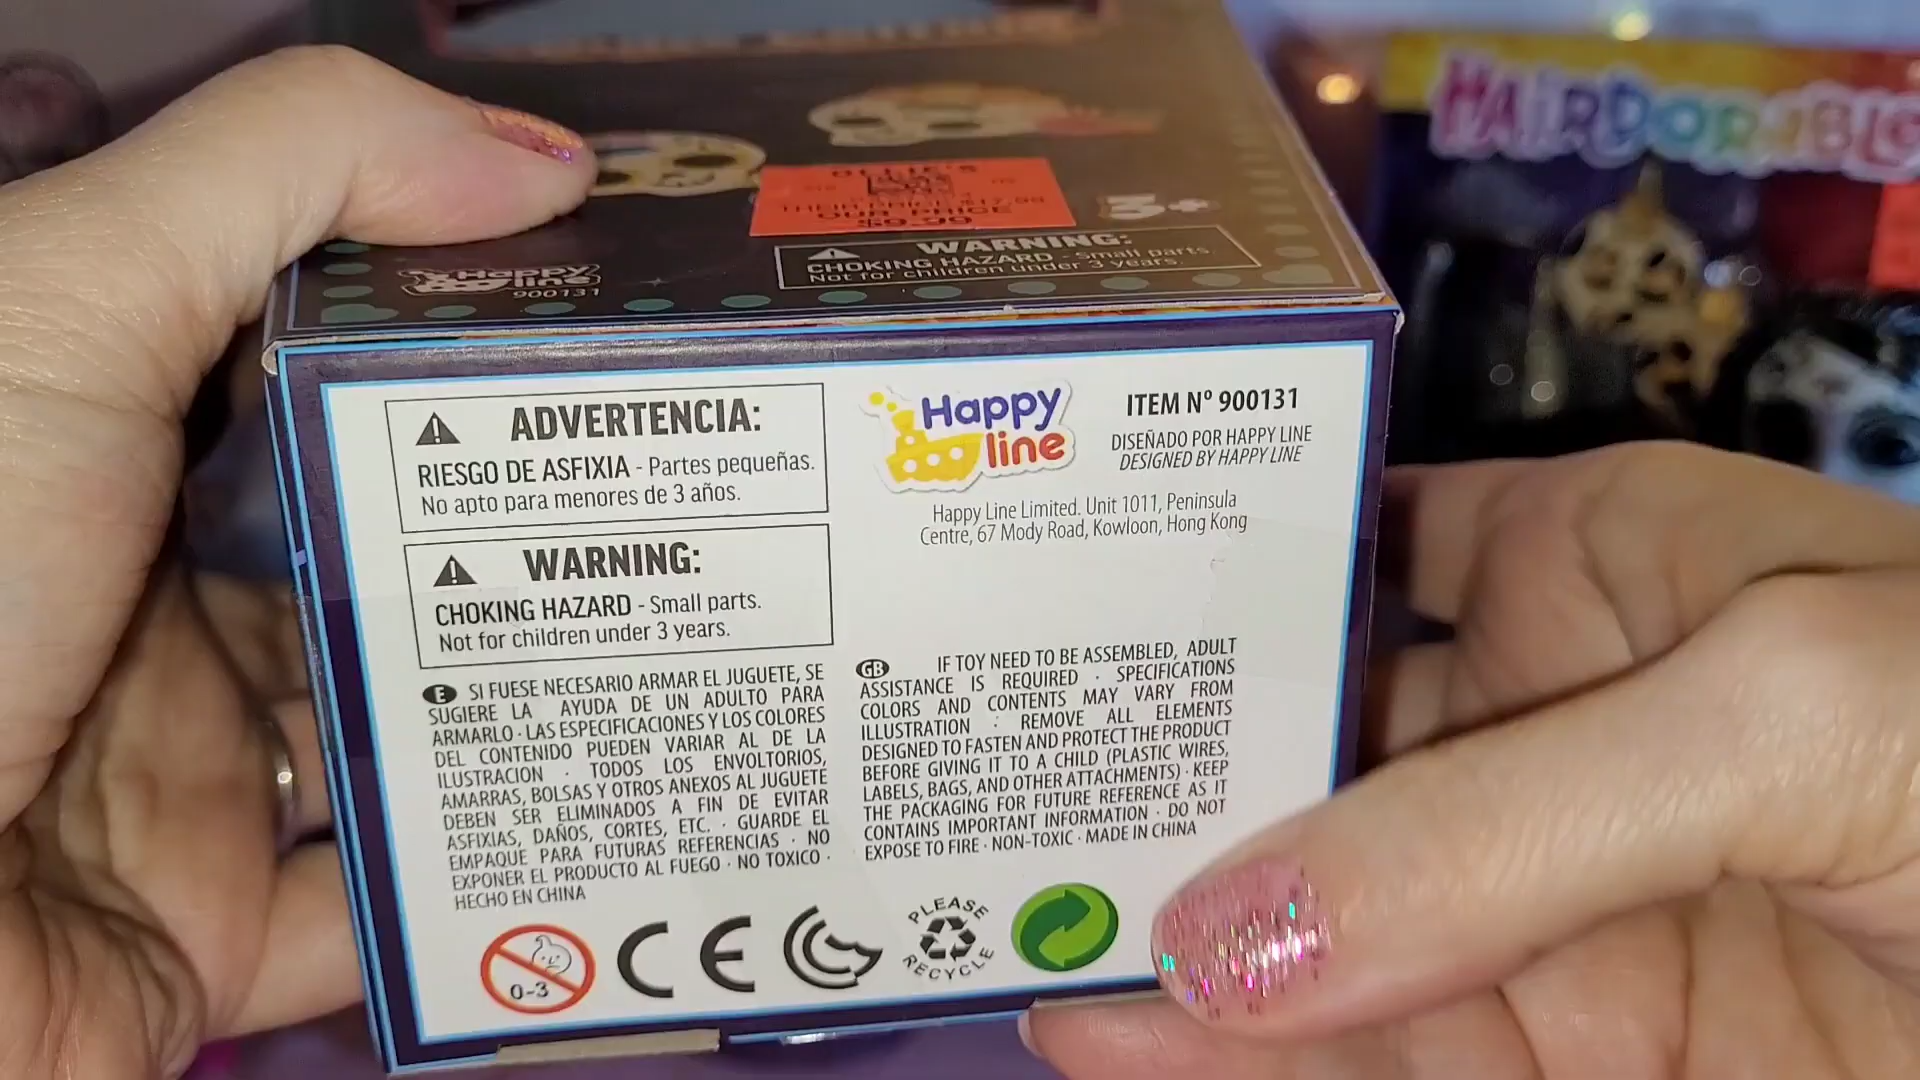 HAIRDORABLE
OLLIE'S
THEIR PRICE $17.99
OUR PRICE
$9.99
3+
WARNING:
CHOKING HAZARD - Small parts.
Not for children under 3 years.
Happy
line
900131
ADVERTENCIA:
RIESGO DE ASFIXIA - Partes pequeñas.
No apto para menores de 3 años.
WARNING:
CHOKING HAZARD - Small parts.
Not for children under 3 years.
Happy
line
ITEM Nº 900131
DISEÑADO POR HAPPY LINE
DESIGNED BY HAPPY LINE
Happy Line Limited. Unit 1011, Peninsula
Centre, 67 Mody Road, Kowloon, Hong Kong
E SI FUESE NECESARIO ARMAR EL JUGUETE, SE
SUGIERE LA AYUDA DE UN ADULTO PARA
ARMARLO · LAS ESPECIFICACIONES Y LOS COLORES
DEL CONTENIDO PUEDEN VARIAR AL DE LA
ILUSTRACION · TODOS LOS ENVOLTORIOS,
AMARRAS, BOLSAS Y OTROS ANEXOS AL JUGUETE
DEBEN SER ELIMINADOS A FIN DE EVITAR
ASFIXIAS, DAÑOS, CORTES, ETC. · GUARDE EL
EMPAQUE PARA FUTURAS REFERENCIAS · NO
EXPONER EL PRODUCTO AL FUEGO · NO TOXICO ·
HECHO EN CHINA
GB IF TOY NEED TO BE ASSEMBLED, ADULT
ASSISTANCE IS REQUIRED · SPECIFICATIONS
COLORS AND CONTENTS MAY VARY FROM
ILLUSTRATION · REMOVE ALL ELEMENTS
DESIGNED TO FASTEN AND PROTECT THE PRODUCT
BEFORE GIVING IT TO A CHILD (PLASTIC WIRES,
LABELS, BAGS, AND OTHER ATTACHMENTS) · KEEP
THE PACKAGING FOR FUTURE REFERENCE AS IT
CONTAINS IMPORTANT INFORMATION · DO NOT
EXPOSE TO FIRE · NON-TOXIC · MADE IN CHINA
0-3
CE
PLEASE
RECYCLE